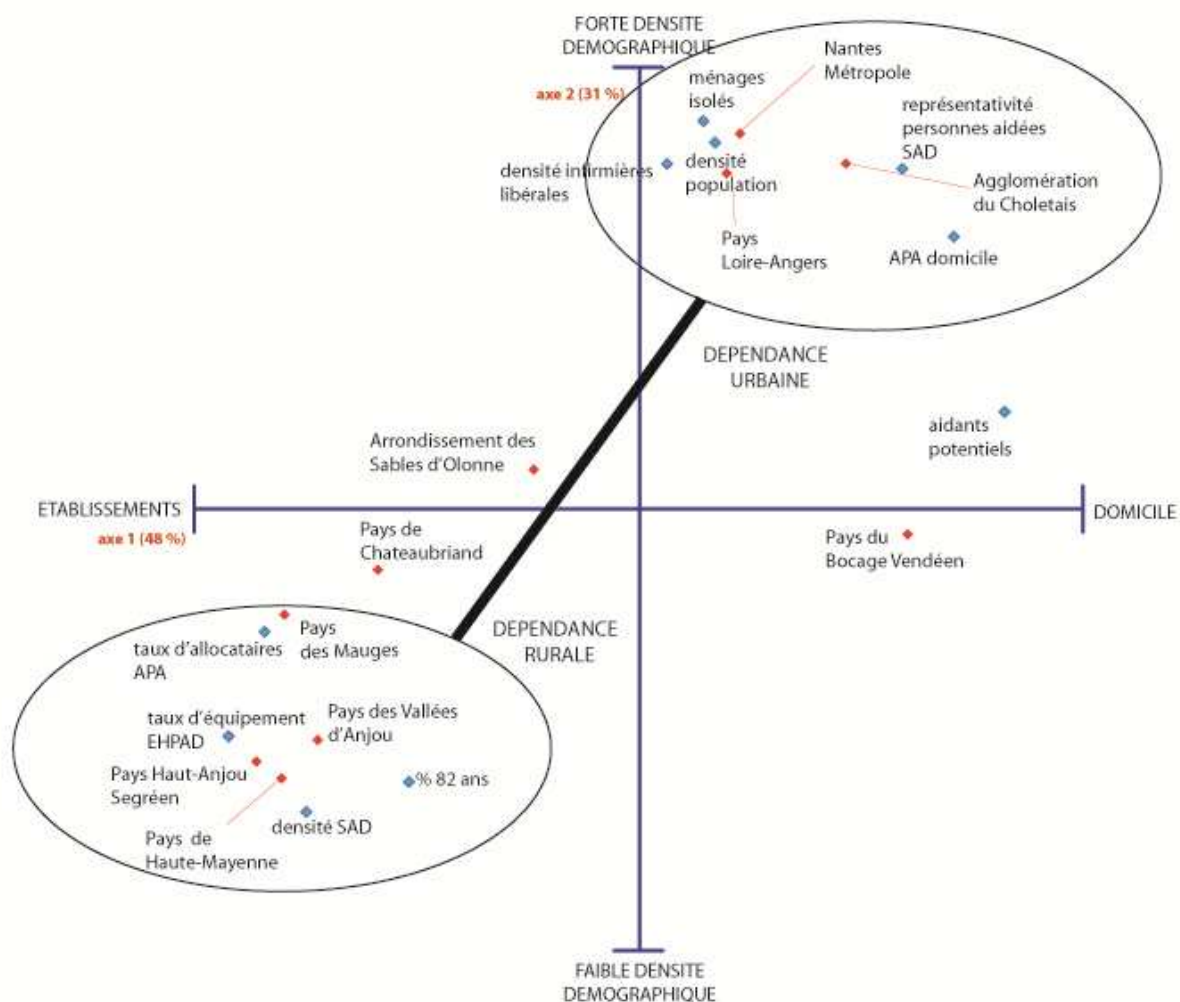 FORTE DENSITE
DEMOGRAPHIQUE
axe 2 (31 %)
ménages
isolés
Nantes
Métropole
représentativité
personnes aidées
SAD
densité infirmières
libérales
densité
population
Agglomération
du Choletais
Pays
Loire-Angers
APA domicile
DEPENDANCE
URBAINE
aidants
potentiels
Arrondissement des
Sables d'Olonne
ETABLISSEMENTS
axe 1 (48 %)
DOMICILE
Pays de
Chateaubriand
Pays du
Bocage Vendéen
DEPENDANCE
RURALE
Pays
des Mauges
taux d'allocataires
APA
taux d'équipement
EHPAD
Pays des Vallées
d'Anjou
Pays Haut-Anjou
Segréen
% 82 ans
densité SAD
Pays de
Haute-Mayenne
FAIBLE DENSITE
DEMOGRAPHIQUE